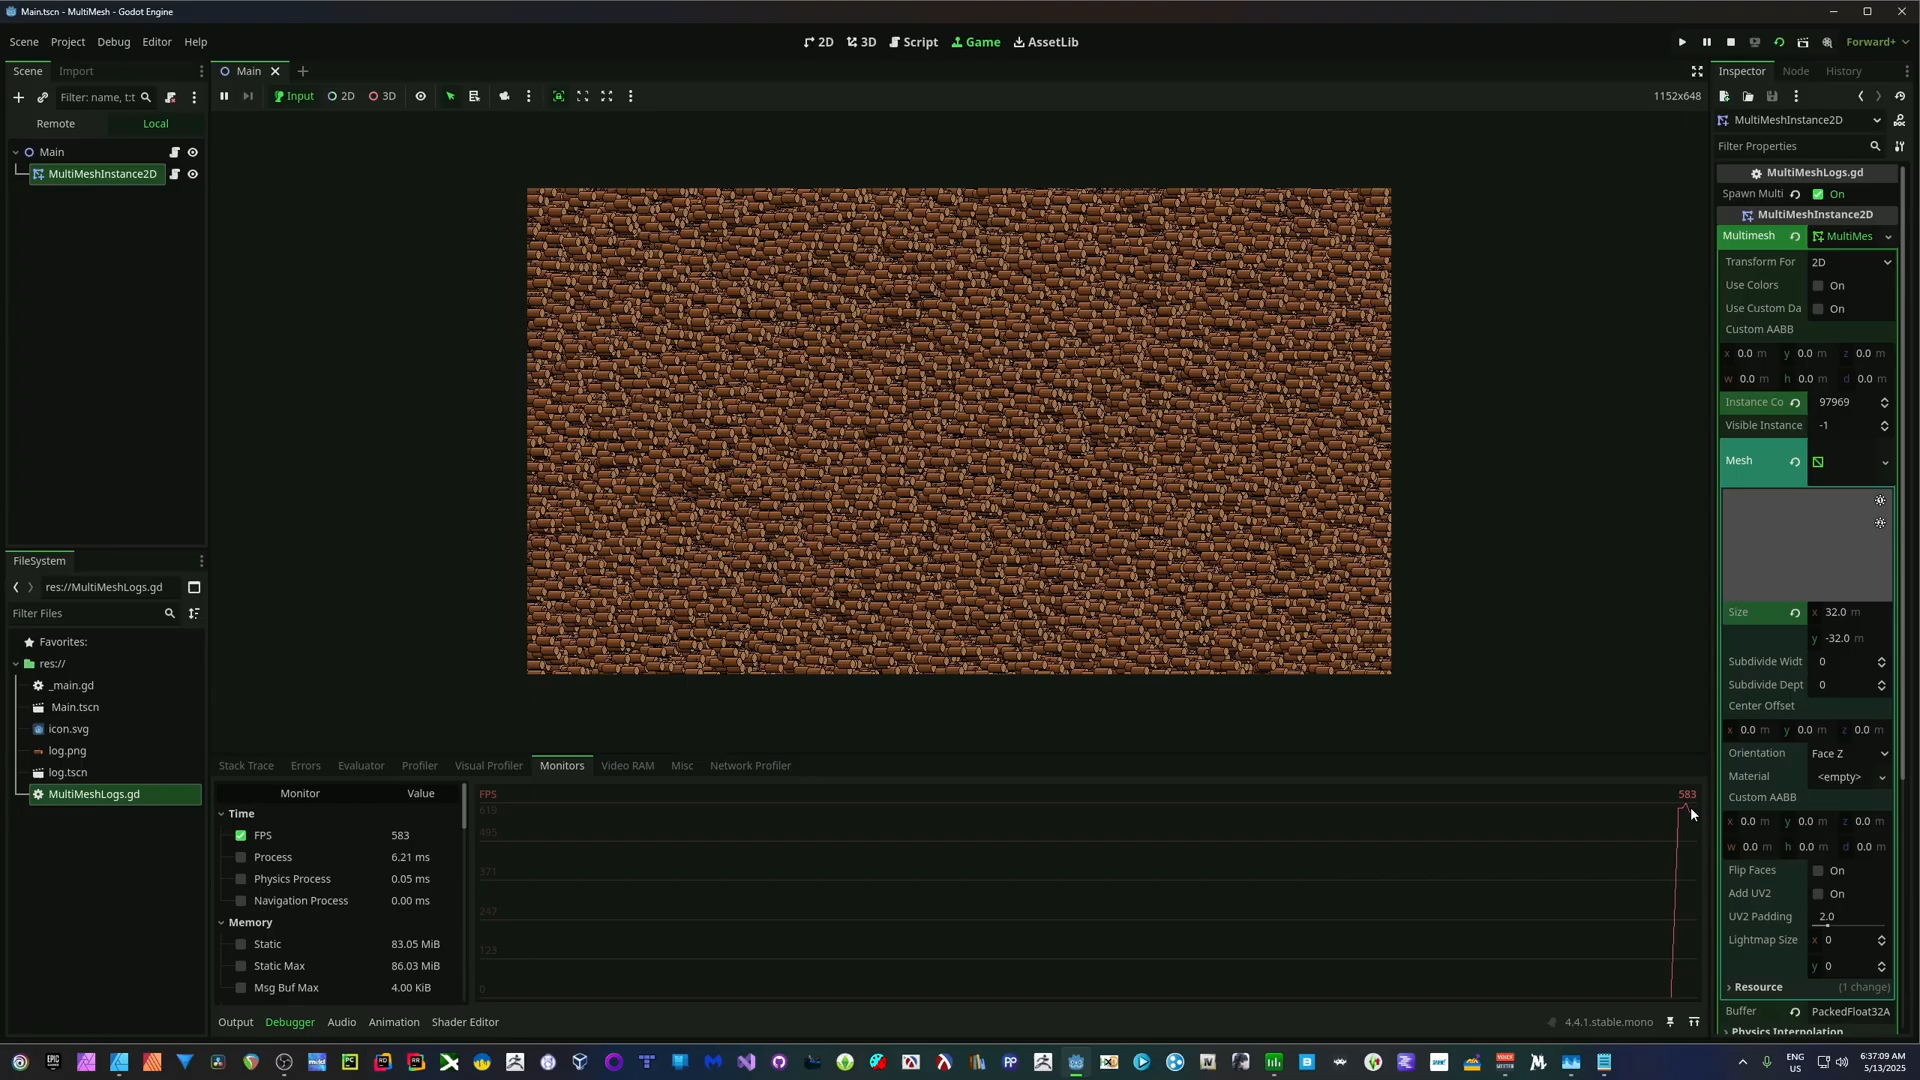 Main.tscn - MultiMesh - Godot Engine
Scene Project Debug Editor Help
2D 3D Script Game AssetLib
Forward+
Scene Import
Main
Inspector Node History
Filter: name, t:t
Input 2D 3D
1152x648
Remote Local
MultiMeshInstance2D
Main
MultiMeshInstance2D
Filter Properties
MultiMeshLogs.gd
Spawn Multi On
MultiMeshInstance2D
Multimesh MultiMes
Transform For 2D
Use Colors On
Use Custom Da On
Custom AABB
x 0.0 m y 0.0 m z 0.0 m
w 0.0 m h 0.0 m d 0.0 m
Instance Co 97969
Visible Instance -1
Mesh
Size x 32.0 m
y -32.0 m
Subdivide Widt 0
Subdivide Dept 0
Center Offset
x 0.0 m y 0.0 m z 0.0 m
Orientation Face Z
Material <empty>
Custom AABB
x 0.0 m y 0.0 m z 0.0 m
w 0.0 m h 0.0 m d 0.0 m
Flip Faces On
Add UV2 On
UV2 Padding 2.0
Lightmap Size x 0
y 0
Resource (1 change)
Buffer PackedFloat32A
Physics Interpolation
FileSystem
res://MultiMeshLogs.gd
Filter Files
Favorites:
res://
_main.gd
Main.tscn
icon.svg
log.png
log.tscn
MultiMeshLogs.gd
Stack Trace Errors Evaluator Profiler Visual Profiler Monitors Video RAM Misc Network Profiler
Monitor Value
Time
FPS 583
Process 6.21 ms
Physics Process 0.05 ms
Navigation Process 0.00 ms
Memory
Static 83.05 MiB
Static Max 86.03 MiB
Msg Buf Max 4.00 KiB
FPS 583
619
495
371
247
123
0
Output Debugger Audio Animation Shader Editor
4.4.1.stable.mono
ENG
US
6:37:09 AM
5/13/2025